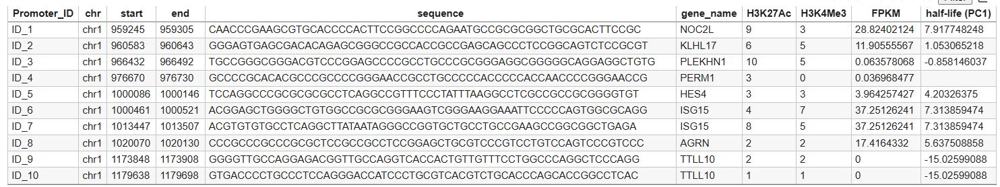 Promoter_ID chr start end sequence gene_name H3K27Ac H3K4Me3 FPKM half-life (PC1)
ID_1 chr1 959245 959305 CAACCCGAAGCGTGCACCCCACTTCCGGCCCCAGAATGCCGCGCGGCTGCGCACTTCCGC NOC2L 9 3 28.82402124 7.917748248
ID_2 chr1 960583 960643 GGGAGTGAGCGACACAGAGCGGGCCGCCACCGCCGAGCAGCCCTCCGGCAGTCTCCGCGT KLHL17 6 5 11.90555567 1.053065218
ID_3 chr1 966432 966492 TGCCGGGCGGGACGTCCCGGAGCCCCGCCTGCCCGCGGGAGGCGGGGGCAGGAGGCTGTG PLEKHN1 10 5 0.063578068 -0.858146037
ID_4 chr1 976670 976730 GCCCCGCACACGCCCGCCCCGGGAACCGCCTGCCCCCACCCCCACCAACCCCGGGAACCG PERM1 3 0 0.036968477
ID_5 chr1 1000086 1000146 TCCAGGCCCGCGCGCGCCTCAGGCCGTTTCCCTATTTAAGGCCTCGCCGCCGCGGGGTGT HES4 3 3 3.964257427 4.20326375
ID_6 chr1 1000461 1000521 ACGGAGCTGGGGCTGTGGCCGCGCGGGAAGTCGGGAAGGAAATTCCCCCAGTGGCGCAGG ISG15 4 7 37.25126241 7.313859474
ID_7 chr1 1013447 1013507 ACGTGTGTGCCTCAGGCTTATAATAGGGCCGGTGCTGCCTGCCGAAGCCGGCGGCTGAGA ISG15 8 5 37.25126241 7.313859474
ID_8 chr1 1020070 1020130 CCCGCCCGCCCGCGCTCCGCCGCCTCCGGAGCTGCGTCCCGTCCTGTCCAGTCCCGTCCC AGRN 2 2 17.4164332 5.637508858
ID_9 chr1 1173848 1173908 GGGGTTGCCAGGAGACGGTTGCCAGGTCACCACTGTTGTTTCCTGGCCCAGGCTCCCAGG TTLL10 2 2 0 -15.02599088
ID_10 chr1 1179638 1179698 GTGACCCCTGCCCTCCAGGGACCATCCCTGCGTCACGTCTGCACCCAGCACCGGCCTCAC TTLL10 1 1 0 -15.02599088